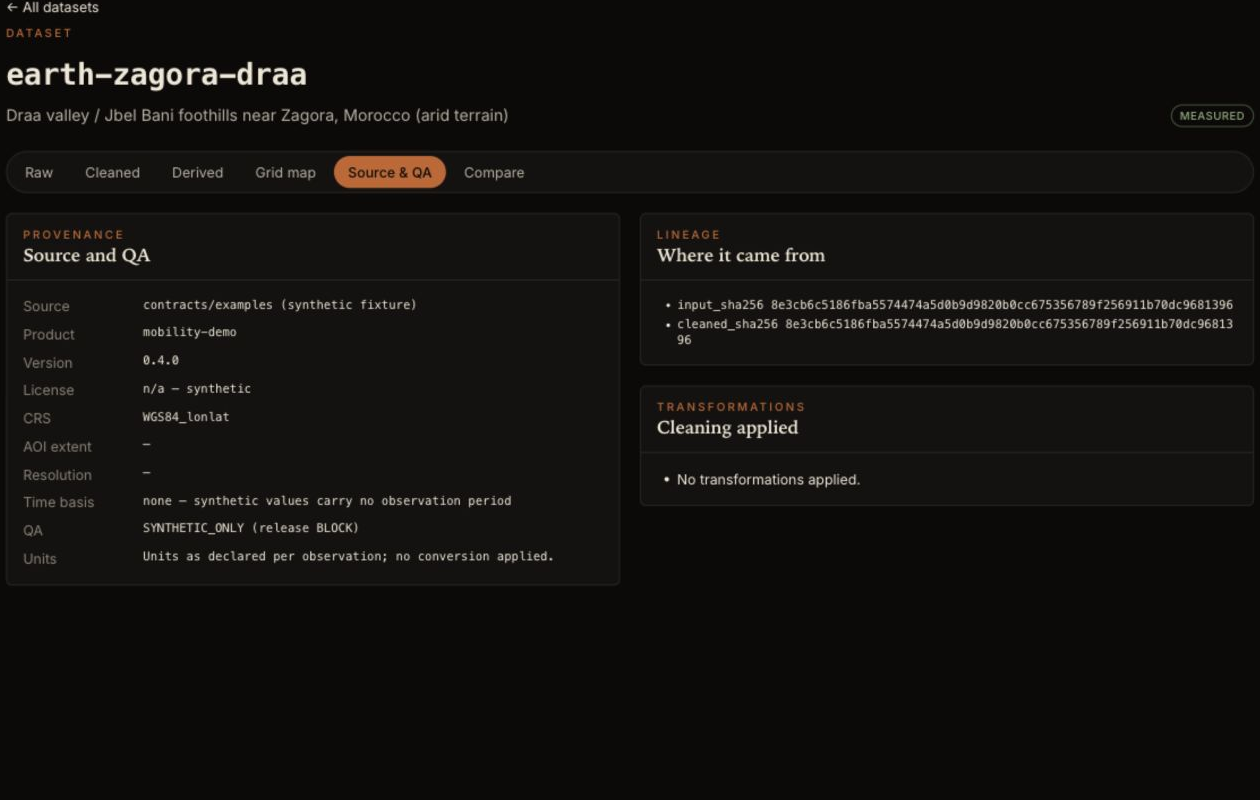 ← All datasets
DATASET
earth-zagora-draa
Draa valley / Jbel Bani foothills near Zagora, Morocco (arid terrain)
MEASURED
Raw Cleaned Derived Grid map Source & QA Compare
PROVENANCE
Source and QA
Source contracts/examples (synthetic fixture)
Product mobility-demo
Version 0.4.0
License n/a — synthetic
CRS WGS84_lonlat
AOI extent —
Resolution —
Time basis none — synthetic values carry no observation period
QA SYNTHETIC_ONLY (release BLOCK)
Units Units as declared per observation; no conversion applied.
LINEAGE
Where it came from
• input_sha256 8e3cb6c5186fba5574474a5d0b9d9820b0cc675356789f256911b70dc9681396
• cleaned_sha256 8e3cb6c5186fba5574474a5d0b9d9820b0cc675356789f256911b70dc96813
96
TRANSFORMATIONS
Cleaning applied
• No transformations applied.